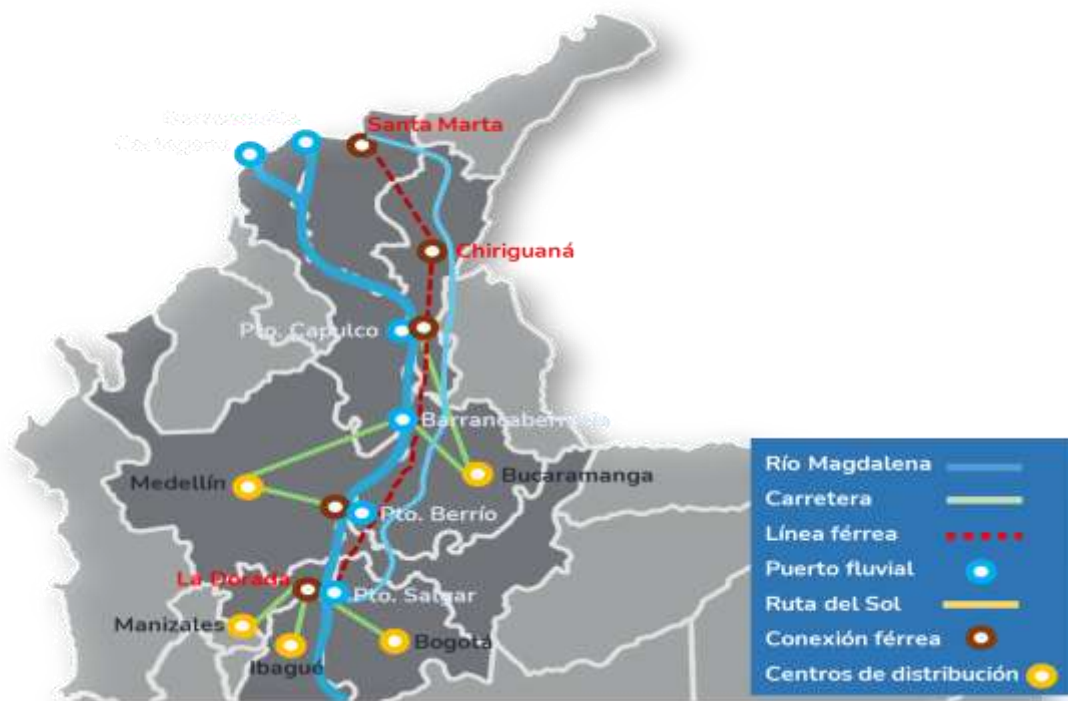 Santa Marta
Chiriguaná
Pto. Capulco
Medellín
Bucaramanga
Pto. Berrío
La Dorada
Pto. Salgar
Manizales
Ibagué
Bogotá
Río Magdalena
Carretera
Línea férrea
Puerto fluvial
Ruta del Sol
Conexión férrea
Centros de distribución